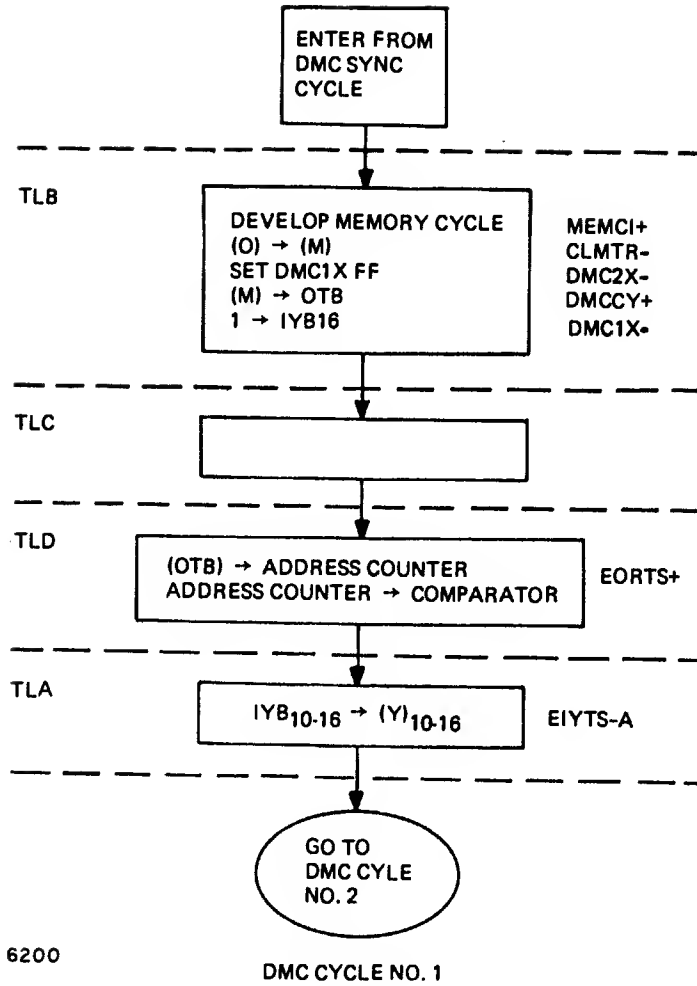 ENTER FROM
DMC SYNC
CYCLE
TLB
DEVELOP MEMORY CYCLE
(O) → (M)
SET DMC1X FF
(M) → OTB
1 → IYB16
MEMCI+
CLMTR-
DMC2X-
DMCCY+
DMC1X-
TLC
TLD
(OTB) → ADDRESS COUNTER
ADDRESS COUNTER → COMPARATOR
EORTS+
TLA
IYB10-16 → (Y)10-16
EIYTS-A
GO TO
DMC CYLE
NO. 2
6200
DMC CYCLE NO. 1